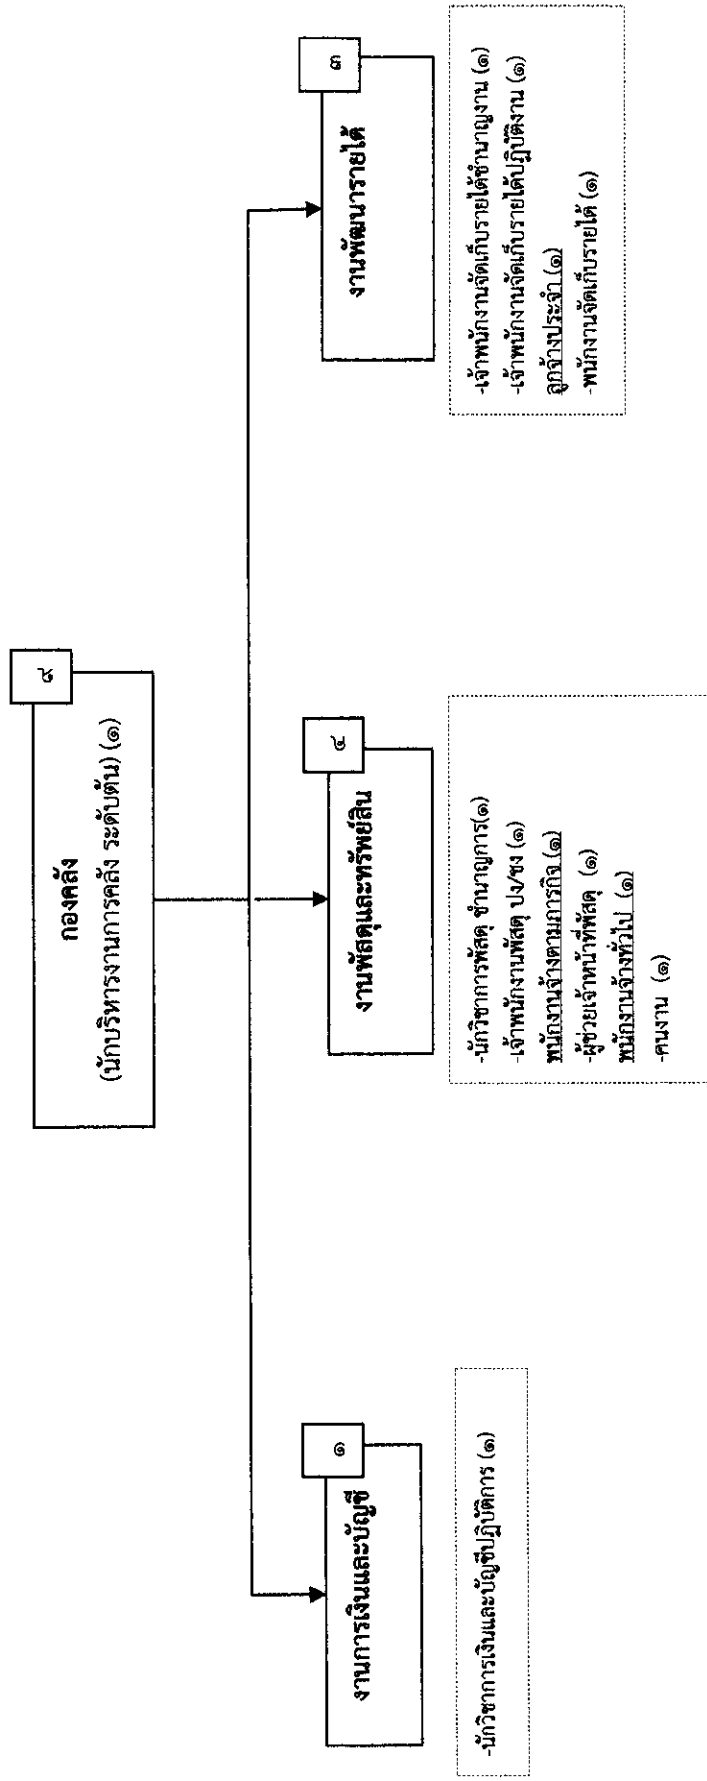 ๙
กองคลัง
(นักบริหารงานการคลัง ระดับต้น) (๑)
๑
งานการเงินและบัญชี
-นักวิชาการเงินและบัญชีปฏิบัติการ (๑)
๔
งานพัสดุและทรัพย์สิน
-นักวิชาการพัสดุ ชำนาญการ(๑)
-เจ้าพนักงานพัสดุ ปง/ชง (๑)
พนักงานจ้างตามภารกิจ (๑)
-ผู้ช่วยเจ้าหน้าที่พัสดุ (๑)
พนักงานจ้างทั่วไป (๑)
-คนงาน (๑)
๓
งานพัฒนารายได้
-เจ้าพนักงานจัดเก็บรายได้ชำนาญงาน (๑)
-เจ้าพนักงานจัดเก็บรายได้ปฏิบัติงาน (๑)
ลูกจ้างประจำ (๑)
-พนักงานจัดเก็บรายได้ (๑)